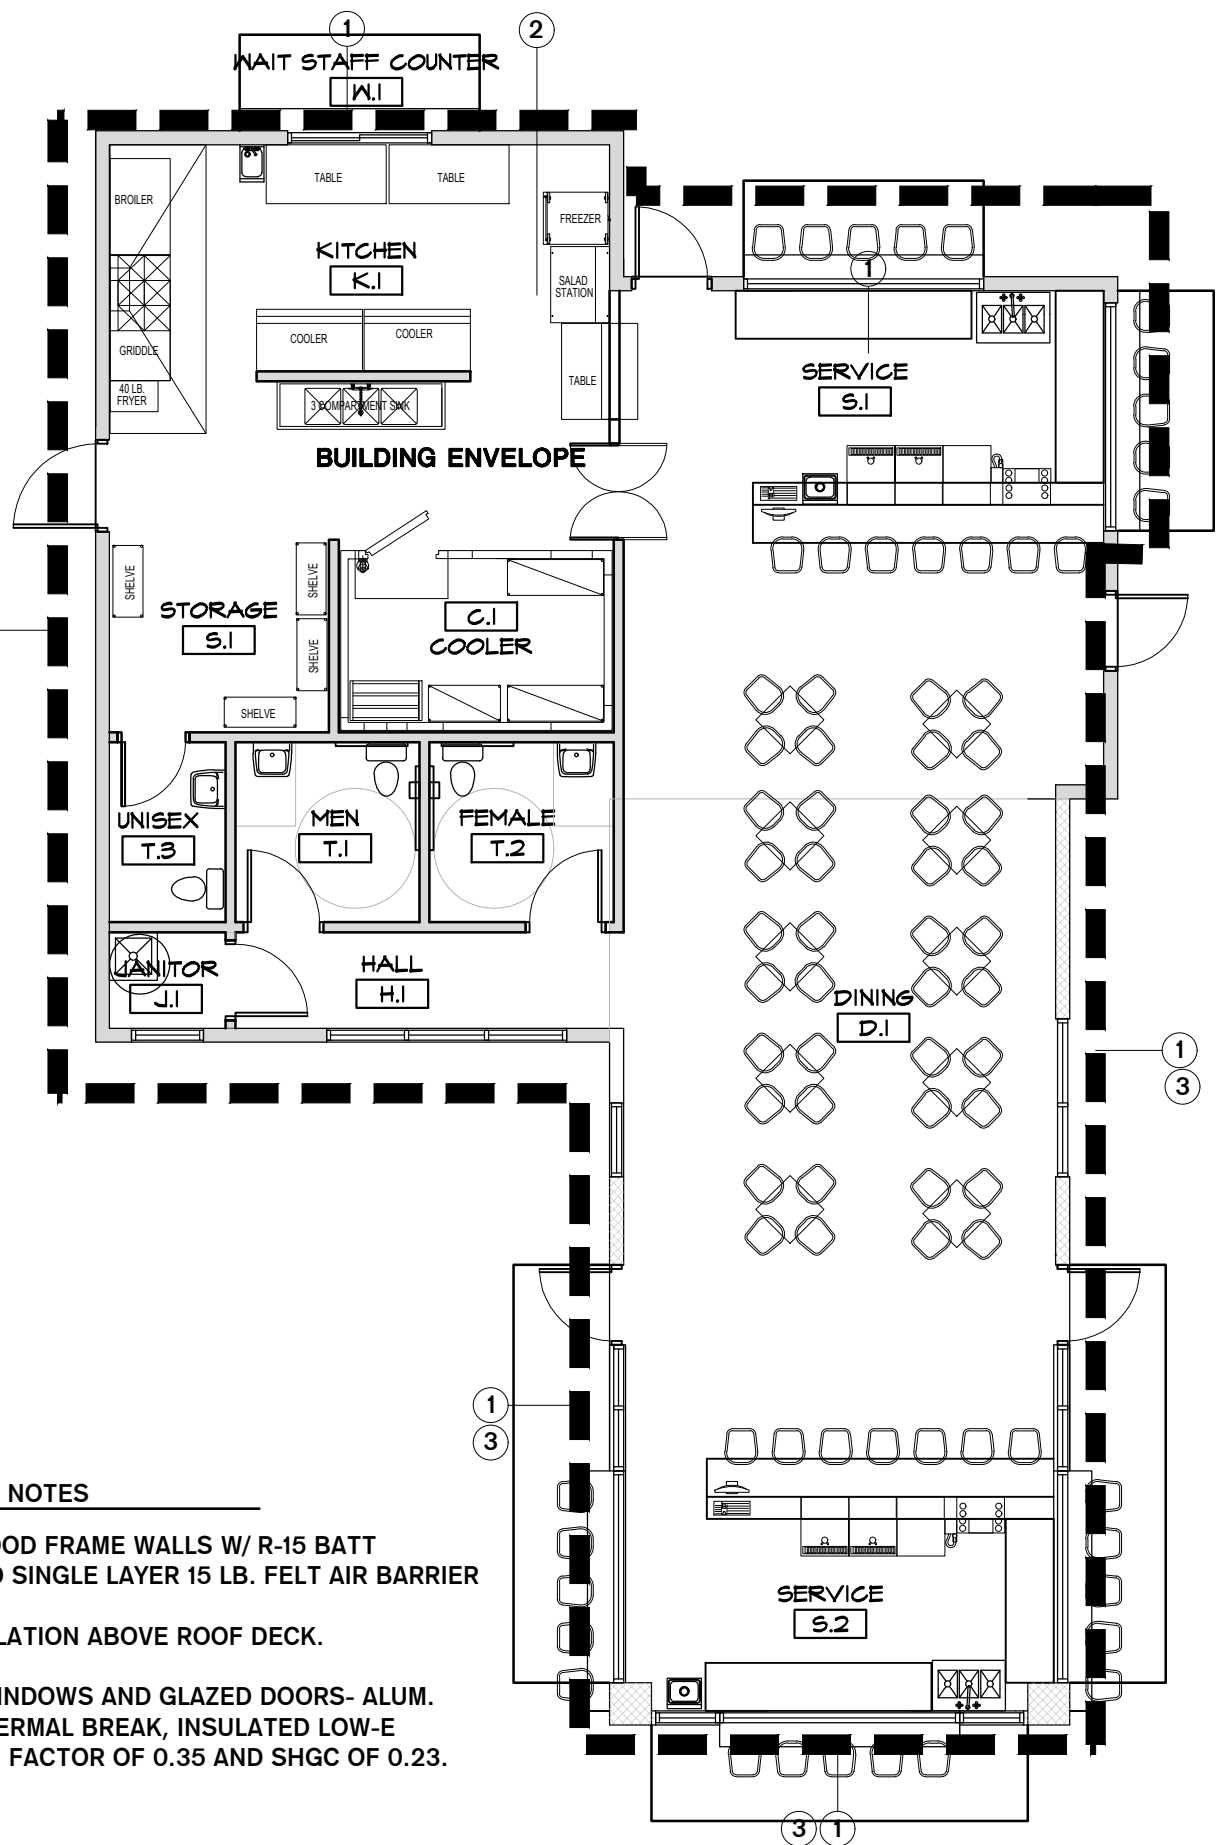 1
2
WAIT STAFF COUNTER
W.1
BROILER
TABLE
TABLE
FREEZER
KITCHEN
K.1
SALAD
STATION
1
COOLER
COOLER
GRIDDLE
TABLE
SERVICE
S.1
40 LB.
FRYER
3 COMPARTMENT SINK
BUILDING ENVELOPE
SHELVE
SHELVE
STORAGE
S.1
C.1
COOLER
SHELVE
SHELVE
UNISEX
T.3
MEN
T.1
FEMALE
T.2
JANITOR
J.1
HALL
H.1
DINING
D.1
1
3
1
3
NOTES
OOD FRAME WALLS W/ R-15 BATT
SINGLE LAYER 15 LB. FELT AIR BARRIER
LATION ABOVE ROOF DECK.
INDOWS AND GLAZED DOORS- ALUM.
ERMAL BREAK, INSULATED LOW-E
FACTOR OF 0.35 AND SHGC OF 0.23.
SERVICE
S.2
3 1